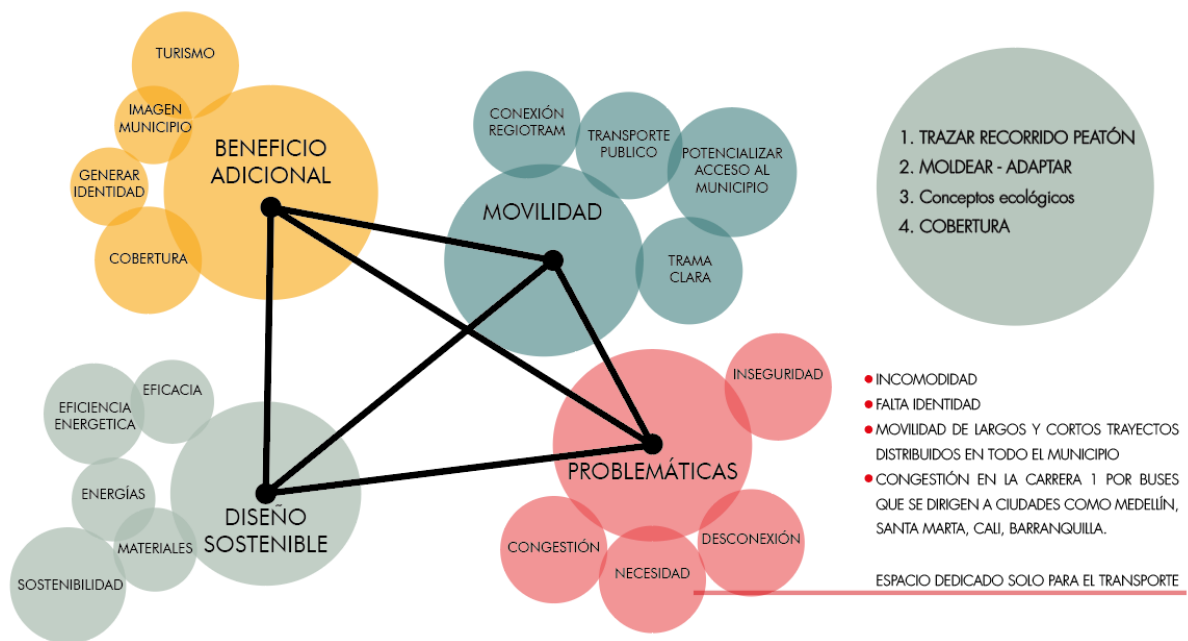 TURISMO
IMAGEN
MUNICIPIO
GENERAR
IDENTIDAD
COBERTURA
BENEFICIO
ADICIONAL
CONEXIÓN
REGIOTRAM
TRANSPORTE
PUBLICO
POTENCIALIZAR
ACCESO AL
MUNICIPIO
MOVILIDAD
TRAMA
CLARA
1. TRAZAR RECORRIDO PEATÓN
2. MOLDEAR - ADAPTAR
3. Conceptos ecológicos
4. COBERTURA
EFICACIA
EFICIENCIA
ENERGETICA
ENERGÍAS
MATERIALES
SOSTENIBILIDAD
DISEÑO
SOSTENIBLE
INSEGURIDAD
PROBLEMÁTICAS
CONGESTIÓN
NECESIDAD
DESCONEXIÓN
INCOMODIDAD
FALTA IDENTIDAD
MOVILIDAD DE LARGOS Y CORTOS TRAYECTOS
DISTRIBUIDOS EN TODO EL MUNICIPIO
CONGESTIÓN EN LA CARRERA 1 POR BUSES
QUE SE DIRIGEN A CIUDADES COMO MEDELLÍN,
SANTA MARTA, CALI, BARRANQUILLA.
ESPACIO DEDICADO SOLO PARA EL TRANSPORTE